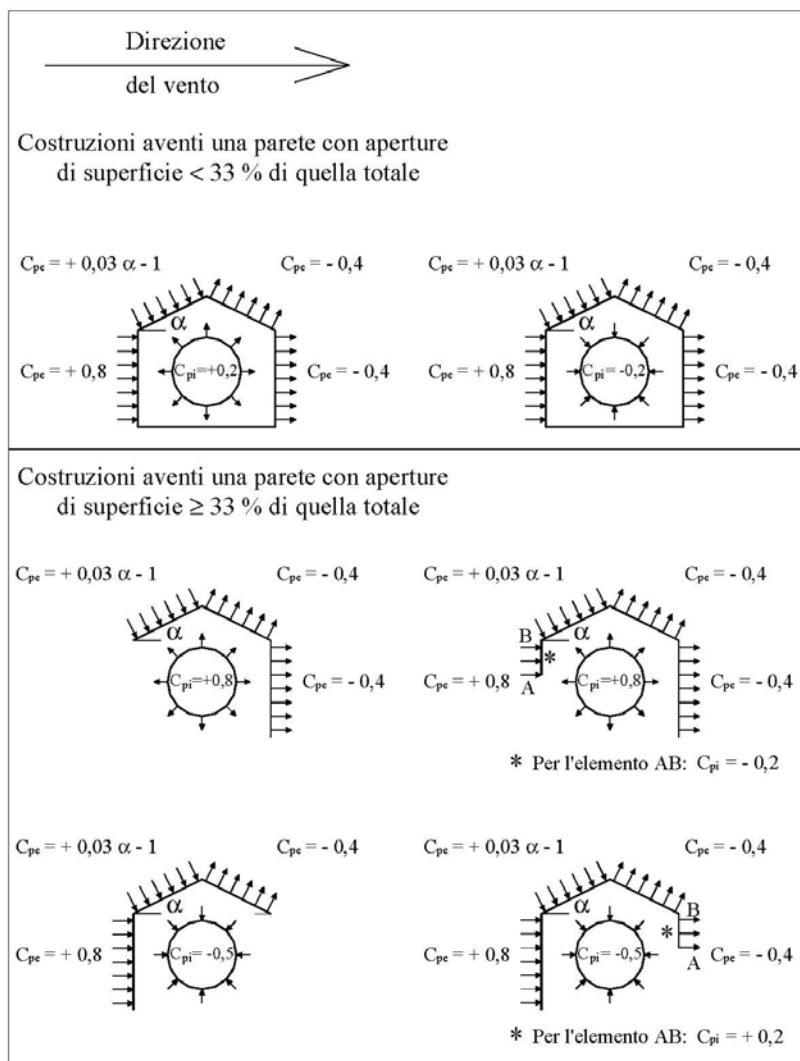 Direzione
del vento
Costruzioni aventi una parete con aperture
di superficie < 33 % di quella totale
Cpe = + 0,03 α - 1
Cpe = - 0,4
Cpe = + 0,03 α - 1
Cpe = - 0,4
α
α
Cpe = + 0,8
Cpi=+0,2
Cpe = - 0,4
Cpe = + 0,8
Cpi= -0,2
Cpe = - 0,4
Costruzioni aventi una parete con aperture
di superficie ≥ 33 % di quella totale
Cpe = + 0,03 α - 1
Cpe = - 0,4
Cpe = + 0,03 α - 1
Cpe = - 0,4
α
B
α
*
Cpi=+0,8
Cpe = - 0,4
Cpe = + 0,8
A
Cpi=+0,8
Cpe = - 0,4
* Per l'elemento AB: Cpi = - 0,2
Cpe = + 0,03 α - 1
Cpe = - 0,4
Cpe = + 0,03 α - 1
Cpe = - 0,4
α
α
B
*
Cpe = + 0,8
Cpi= -0,5
Cpe = + 0,8
Cpi= -0,5
A
Cpe = - 0,4
* Per l'elemento AB: Cpi = + 0,2